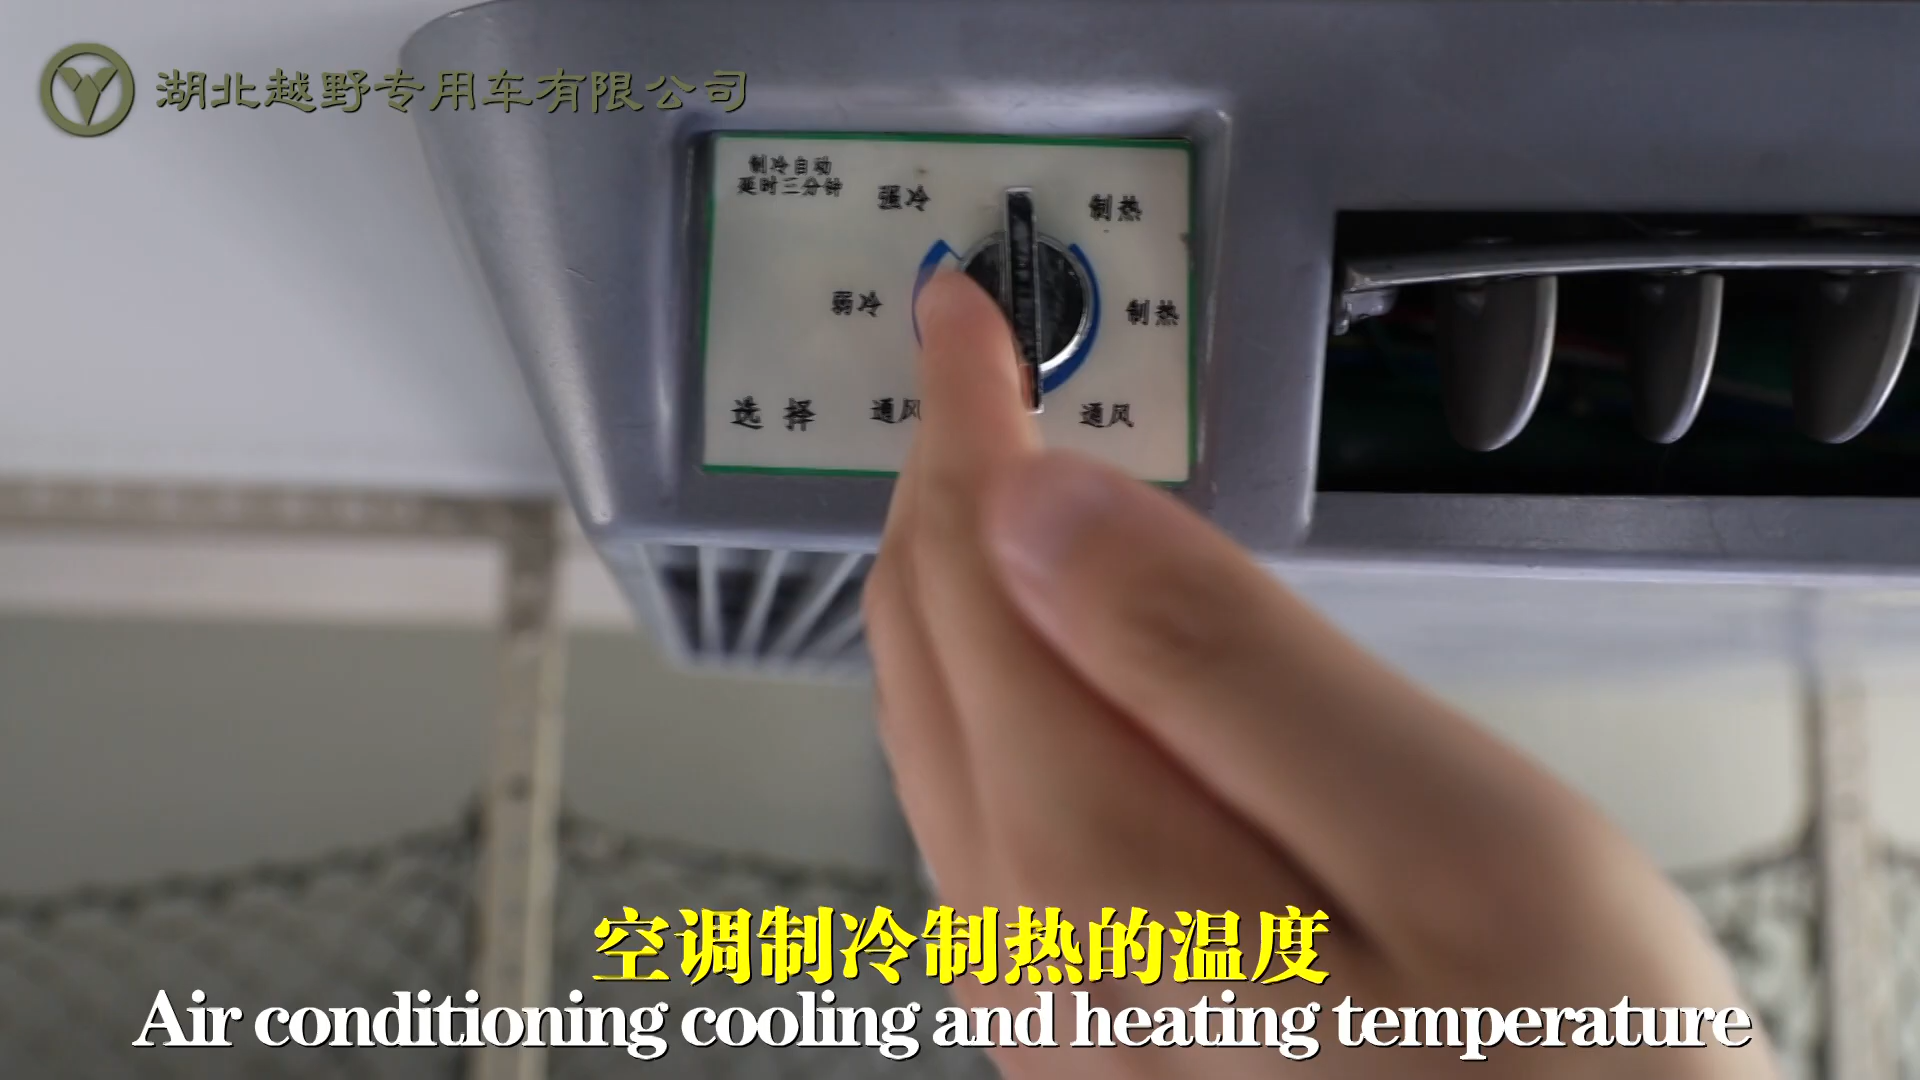 湖北越野专用车有限公司
制冷自动
延时三分钟
强冷
制热
弱冷
制热
选择
通风
通风
空调制冷制热的温度
Air conditioning cooling and heating temperature